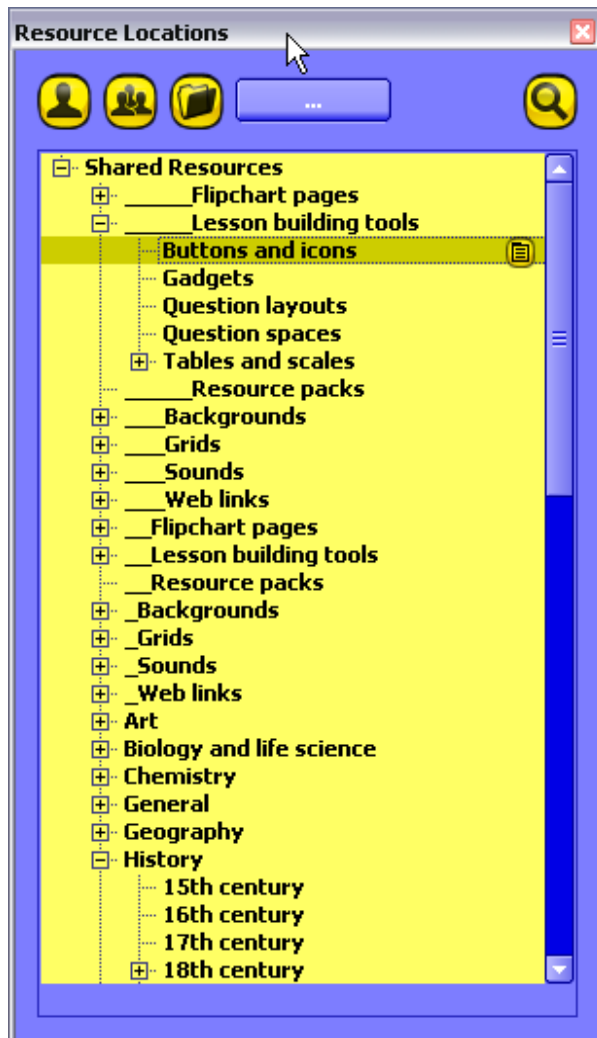 Resource Locations
...
Shared Resources
______Flipchart pages
______Lesson building tools
Buttons and icons
Gadgets
Question layouts
Question spaces
Tables and scales
______Resource packs
___Backgrounds
___Grids
___Sounds
___Web links
__Flipchart pages
__Lesson building tools
__Resource packs
_Backgrounds
_Grids
_Sounds
_Web links
Art
Biology and life science
Chemistry
General
Geography
History
15th century
16th century
17th century
18th century